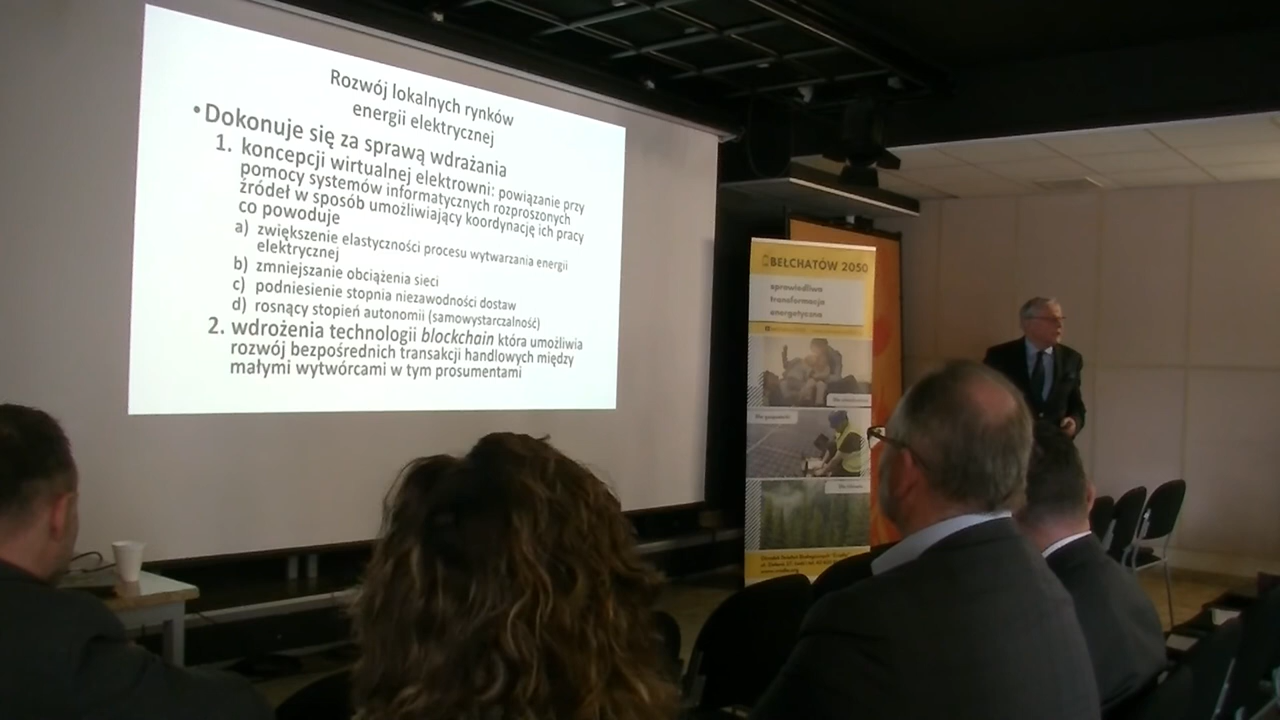 Rozwój lokalnych rynków
energii elektrycznej
•Dokonuje się za sprawą wdrażania
1. koncepcji wirtualnej elektrowni: powiązanie przy
pomocy systemów informatycznych rozproszonych
źródeł w sposób umożliwiający koordynację ich pracy
co powoduje
a) zwiększenie elastyczności procesu wytwarzania energii
elektrycznej
b) zmniejszanie obciążenia sieci
c) podniesienie stopnia niezawodności dostaw
d) rosnący stopień autonomii (samowystarczalność)
2. wdrożenia technologii blockchain która umożliwia
rozwój bezpośrednich transakcji handlowych między
małymi wytwórcami w tym prosumentami
BEŁCHATÓW 2050
sprawiedliwa
transformacja
energetyczna